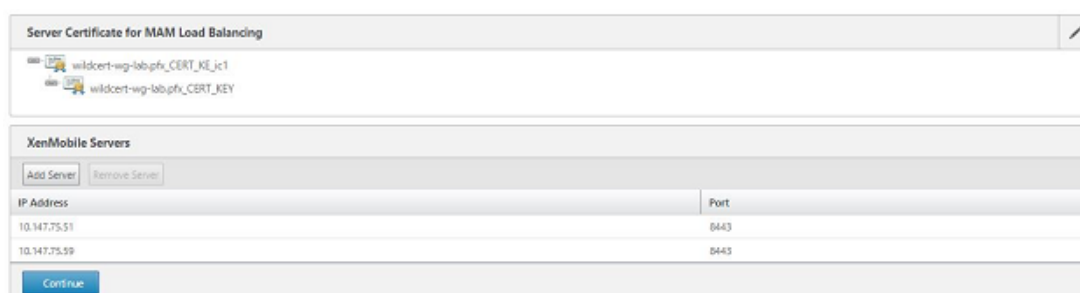 Server Certificate for MAM Load Balancing
wildcert-wg-lab.pfx_CERT_KE_ic1
wildcert-wg-lab.pfx_CERT_KEY
XenMobile Servers
Add Server Remove Server
IP Address Port
10.147.75.51 8443
10.147.75.59 8443
Continue